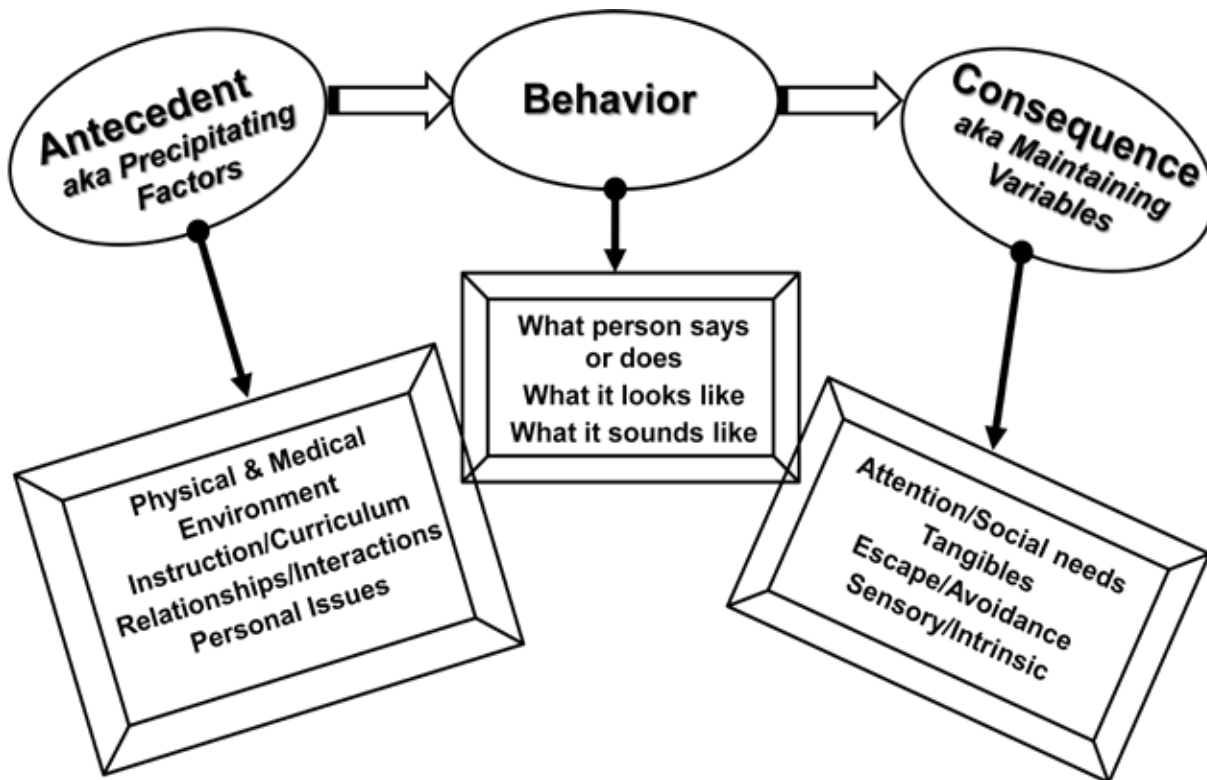 Antecedent
aka Precipitating
Factors
Behavior
Consequence
aka Maintaining
Variables
What person says
or does
What it looks like
What it sounds like
Physical & Medical
Environment
Instruction/Curriculum
Relationships/Interactions
Personal Issues
Attention/Social needs
Tangibles
Escape/Avoidance
Sensory/Intrinsic